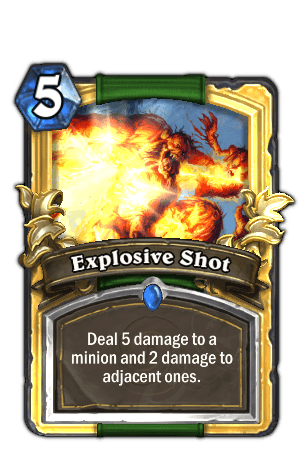 5
Explosive Shot
Deal 5 damage to a
minion and 2 damage to
adjacent ones.